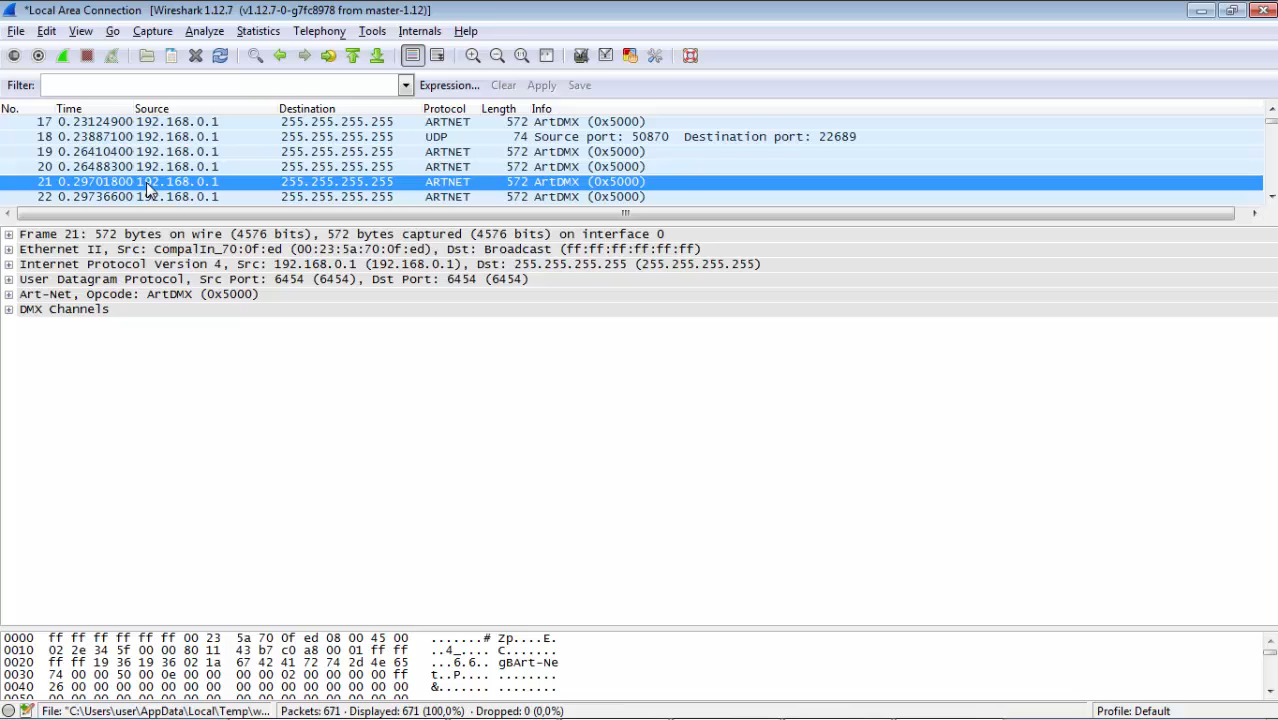 *Local Area Connection [Wireshark 1.12.7 (v1.12.7-0-g7fc8978 from master-1.12)]
File Edit View Go Capture Analyze Statistics Telephony Tools Internals Help
Filter: Expression... Clear Apply Save
No. Time Source Destination Protocol Length Info
17 0.23124900 192.168.0.1 255.255.255.255 ARTNET 572 ArtDMX (0x5000)
18 0.23887100 192.168.0.1 255.255.255.255 UDP 74 Source port: 50870 Destination port: 22689
19 0.26410400 192.168.0.1 255.255.255.255 ARTNET 572 ArtDMX (0x5000)
20 0.26488300 192.168.0.1 255.255.255.255 ARTNET 572 ArtDMX (0x5000)
21 0.29701800 192.168.0.1 255.255.255.255 ARTNET 572 ArtDMX (0x5000)
22 0.29736600 192.168.0.1 255.255.255.255 ARTNET 572 ArtDMX (0x5000)
Frame 21: 572 bytes on wire (4576 bits), 572 bytes captured (4576 bits) on interface 0
Ethernet II, Src: CompalIn_70:0f:ed (00:23:5a:70:0f:ed), Dst: Broadcast (ff:ff:ff:ff:ff:ff)
Internet Protocol Version 4, Src: 192.168.0.1 (192.168.0.1), Dst: 255.255.255.255 (255.255.255.255)
User Datagram Protocol, Src Port: 6454 (6454), Dst Port: 6454 (6454)
Art-Net, Opcode: ArtDMX (0x5000)
DMX Channels
0000 ff ff ff ff ff ff 00 23 5a 70 0f ed 08 00 45 00 .......# Zp....E.
0010 02 2e 34 5f 00 00 80 11 43 b7 c0 a8 00 01 ff ff ..4_.... C.......
0020 ff ff 19 36 19 36 02 1a 67 42 41 72 74 2d 4e 65 ...6.6.. gBArt-Ne
0030 74 00 00 50 00 0e 00 00 00 02 00 00 00 00 00 ff t..P.... ........
0040 26 00 00 00 00 00 00 00 00 00 00 00 00 00 00 00 &....... ........
File: "C:\Users\user\AppData\Local\Temp\w... Packets: 671 · Displayed: 671 (100,0%) · Dropped: 0 (0,0%) Profile: Default